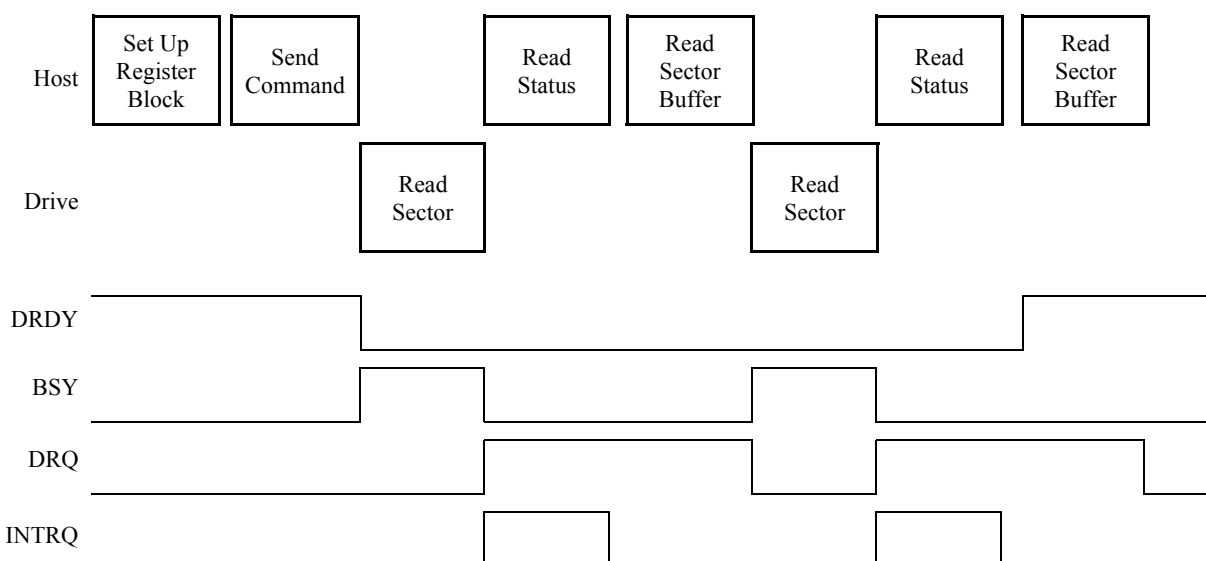 Host
Set Up
Register
Block
Send
Command
Read
Status
Read
Sector
Buffer
Read
Status
Read
Sector
Buffer
Drive
Read
Sector
Read
Sector
DRDY
BSY
DRQ
INTRQ